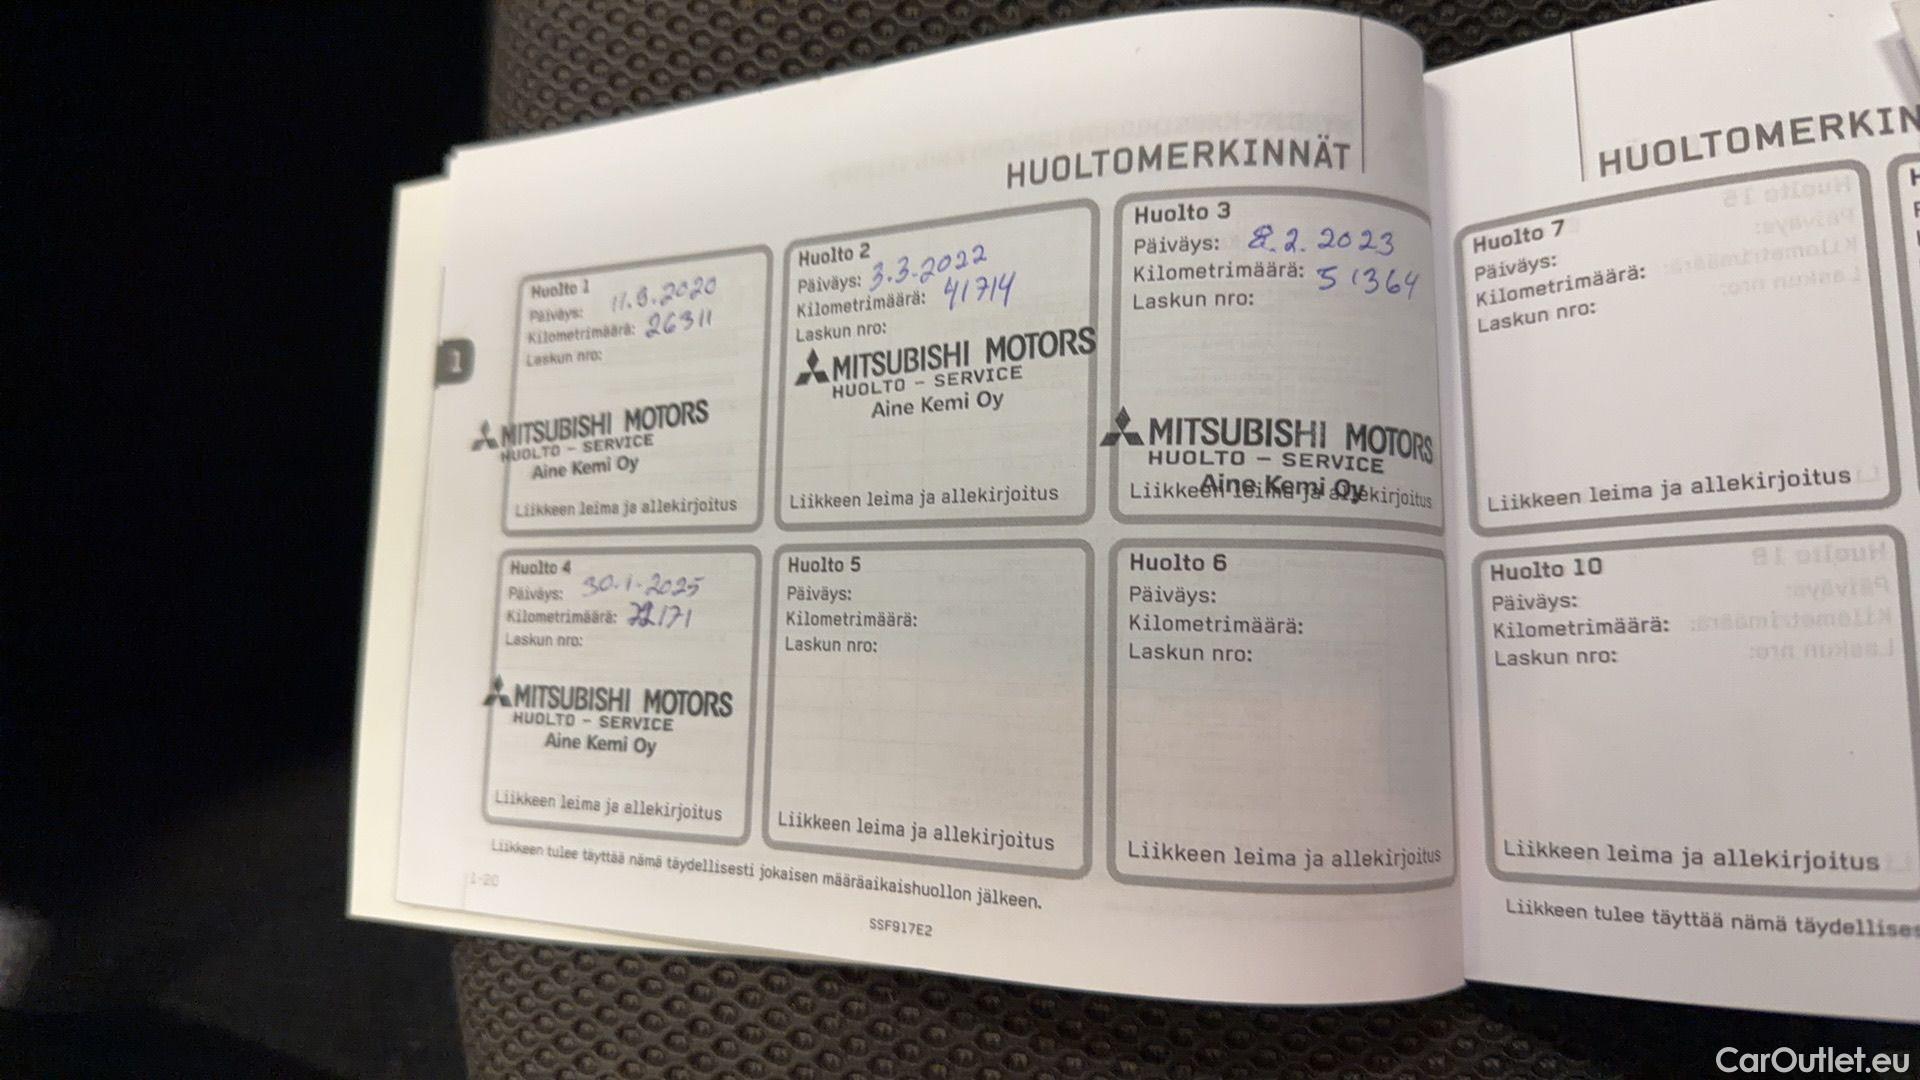 HUOLTOMERKINNÄT
1
Huolto 1
Päiväys: 17.8.2020
Kilometrimäärä: 26311
Laskun nro:
MITSUBISHI MOTORS
HUOLTO - SERVICE
Aine Kemi Oy
Liikkeen leima ja allekirjoitus
Huolto 2
Päiväys: 3.3.2022
Kilometrimäärä: 41714
Laskun nro:
MITSUBISHI MOTORS
HUOLTO - SERVICE
Aine Kemi Oy
Liikkeen leima ja allekirjoitus
Huolto 3
Päiväys: 8.2.2023
Kilometrimäärä: 51364
Laskun nro:
MITSUBISHI MOTORS
HUOLTO - SERVICE
Aine Kemi Oy
Liikkeen leima ja allekirjoitus
Huolto 4
Päiväys: 30.1.2025
Kilometrimäärä:
Laskun nro:
MITSUBISHI MOTORS
HUOLTO - SERVICE
Aine Kemi Oy
Liikkeen leima ja allekirjoitus
Huolto 5
Päiväys:
Kilometrimäärä:
Laskun nro:
Liikkeen leima ja allekirjoitus
Huolto 6
Päiväys:
Kilometrimäärä:
Laskun nro:
Liikkeen leima ja allekirjoitus
Liikkeen tulee täyttää nämä täydellisesti jokaisen määräaikaishuollon jälkeen.
1-20
SSF917E2
HUOLTOMERKIN
Huolto 7
Päiväys:
Kilometrimäärä:
Laskun nro:
Liikkeen leima ja allekirjoitus
Huolto 10
Päiväys:
Kilometrimäärä:
Laskun nro:
Liikkeen leima ja allekirjoitus
Liikkeen tulee täyttää nämä täydellises
CarOutlet.eu